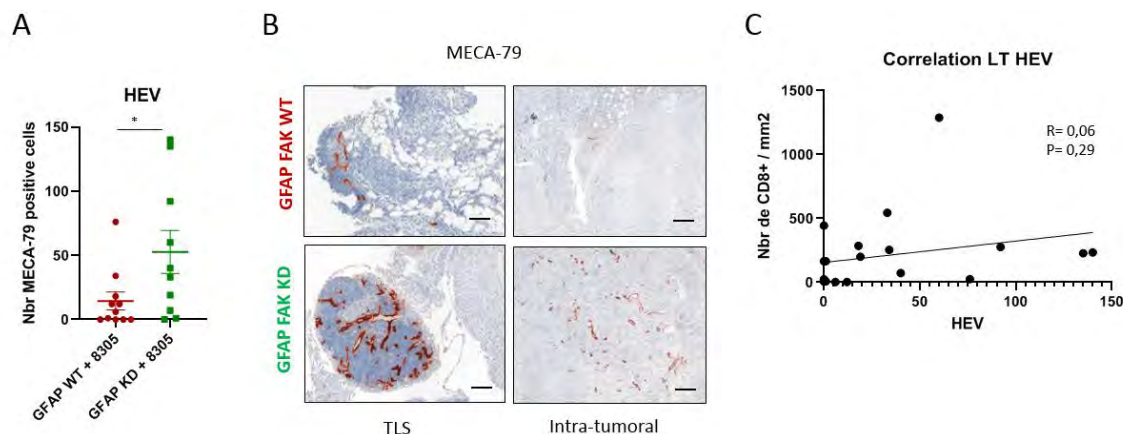 A
HEV
*
Nbr MECA-79 positive cells
150
100
50
0
GFAP WT + 8305
GFAP KD + 8305
B
MECA-79
GFAP FAK WT
GFAP FAK KD
TLS
Intra-tumoral
C
Correlation LT HEV
Nbr de CD8+ / mm2
1500
1000
500
0
R= 0,06
P= 0,29
0
50
100
150
HEV